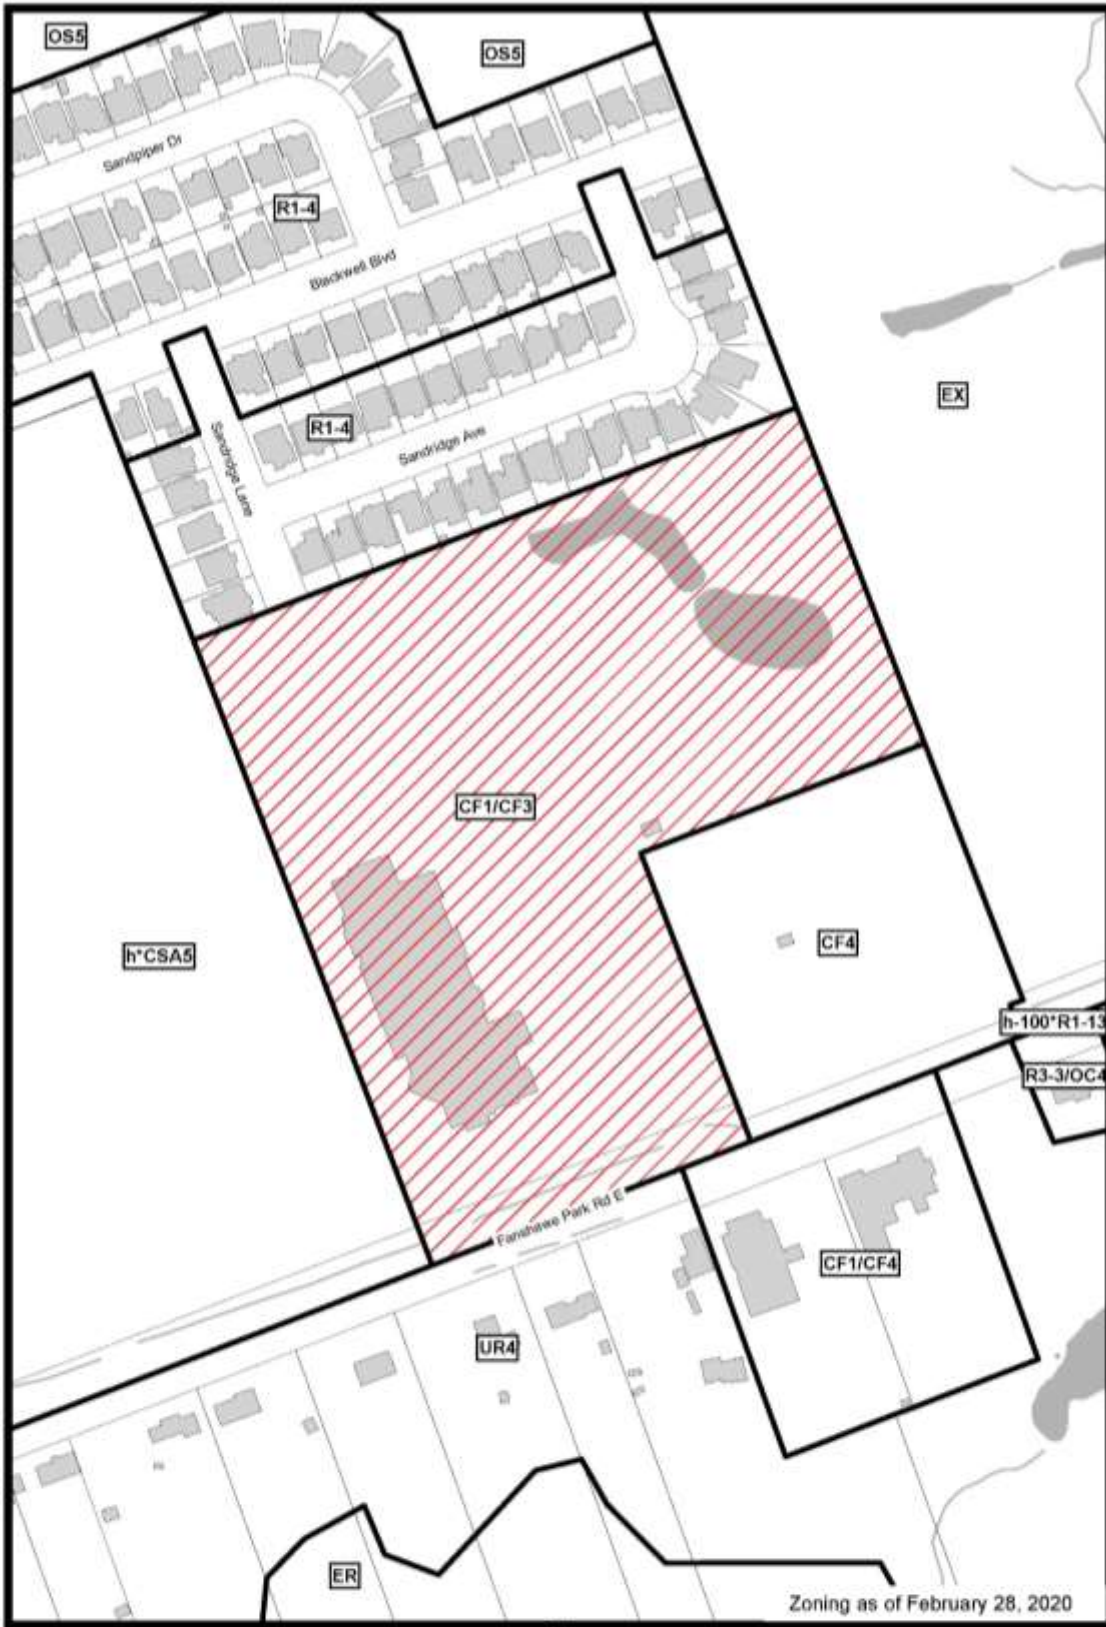 OS5
OS5
Sandpiper Dr
R1-4
Blackwell Blvd
EX
R1-4
Sandridge Ave
Sandridge Lane
CF1/CF3
CF4
h*CSA5
h-100*R1-13
R3-3/OC4
Fanshawe Park Rd E
CF1/CF4
UR4
ER
Zoning as of February 28, 2020